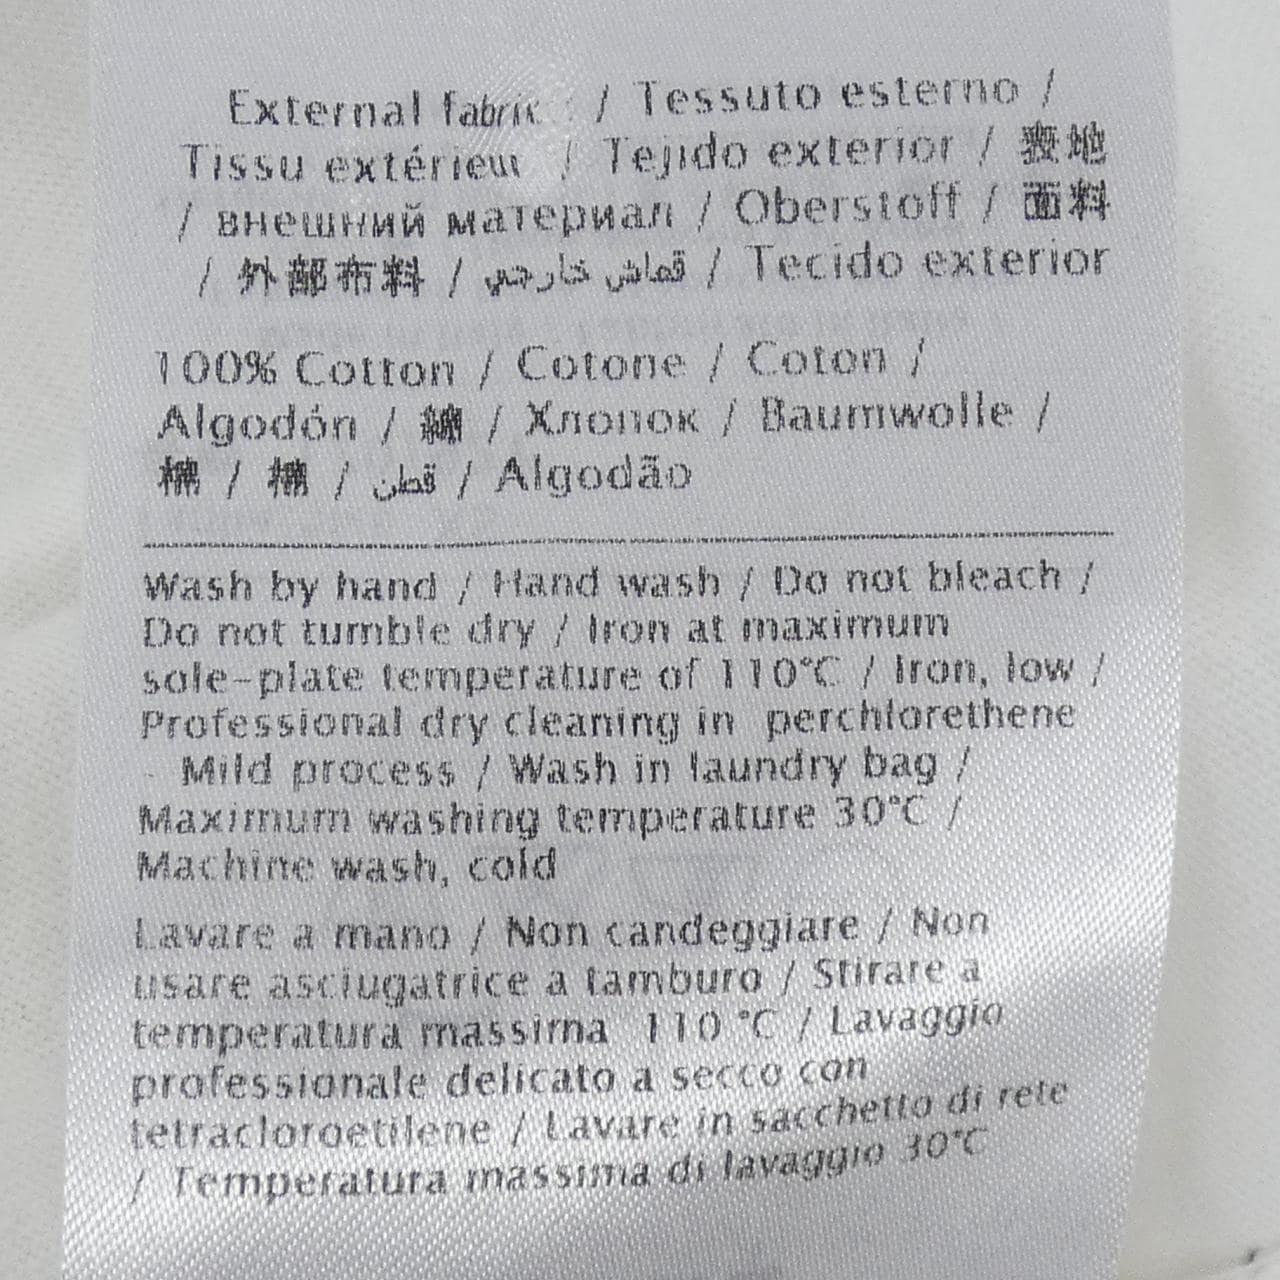 External fabric / Tessuto esterno /
Tissu extérieur / Tejido exterior / 表地
/ внешний материал / Oberstoff / 面料
/ 外部布料 / قماش خارجي / Tecido exterior
100% Cotton / Cotone / Coton /
Algodón / 綿 / Хлопок / Baumwolle /
棉 / 棉 / قطن / Algodão
Wash by hand / Hand wash / Do not bleach /
Do not tumble dry / Iron at maximum
sole-plate temperature of 110°C / Iron, low /
Professional dry cleaning in perchlorethene
- Mild process / Wash in laundry bag /
Maximum washing temperature 30°C /
Machine wash, cold
Lavare a mano / Non candeggiare / Non
usare asciugatrice a tamburo / Stirare a
temperatura massima 110 °C / Lavaggio
professionale delicato a secco con
tetracloroetilene / Lavare in sacchetto di rete
/ Temperatura massima di lavaggio 30°C